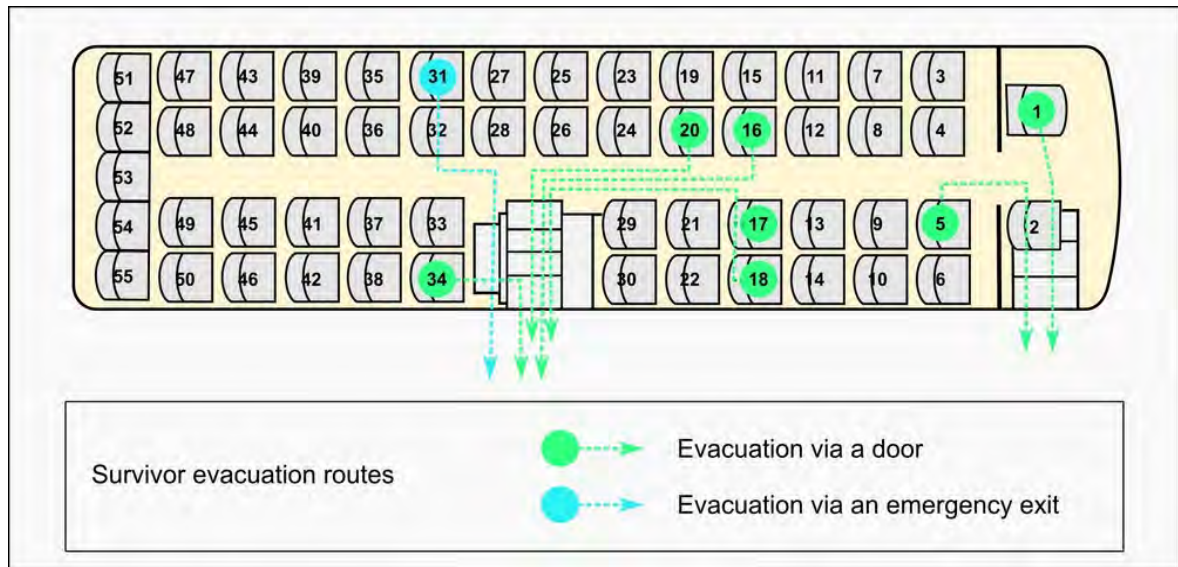 51 47 43 39 35 31 27 25 23 19 15 11 7 3
1
52 48 44 40 36 32 28 26 24 20 16 12 8 4
53
54 49 45 41 37 33 29 21 17 13 9 5 2
55 50 46 42 38 34 30 22 18 14 10 6
Survivor evacuation routes
Evacuation via a door
Evacuation via an emergency exit